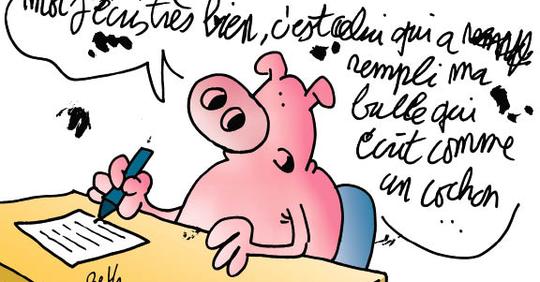 moi j'écris très bien, c'est celui qui a
rempli ma
bulle qui
écrit comme
un cochon
...